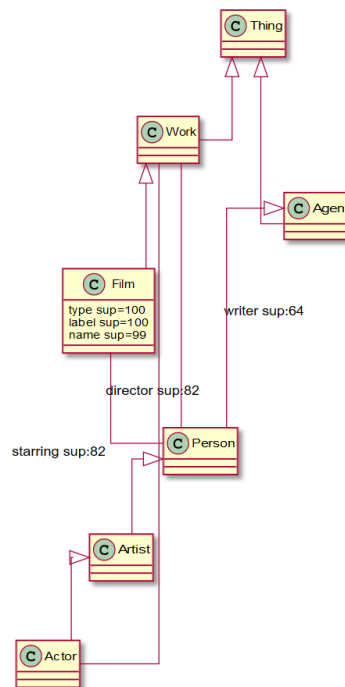 C Thing
C Work
C Agen
C Film
type sup=100
label sup=100
name sup=99
writer sup:64
director sup:82
C Person
starring sup:82
C Artist
C Actor